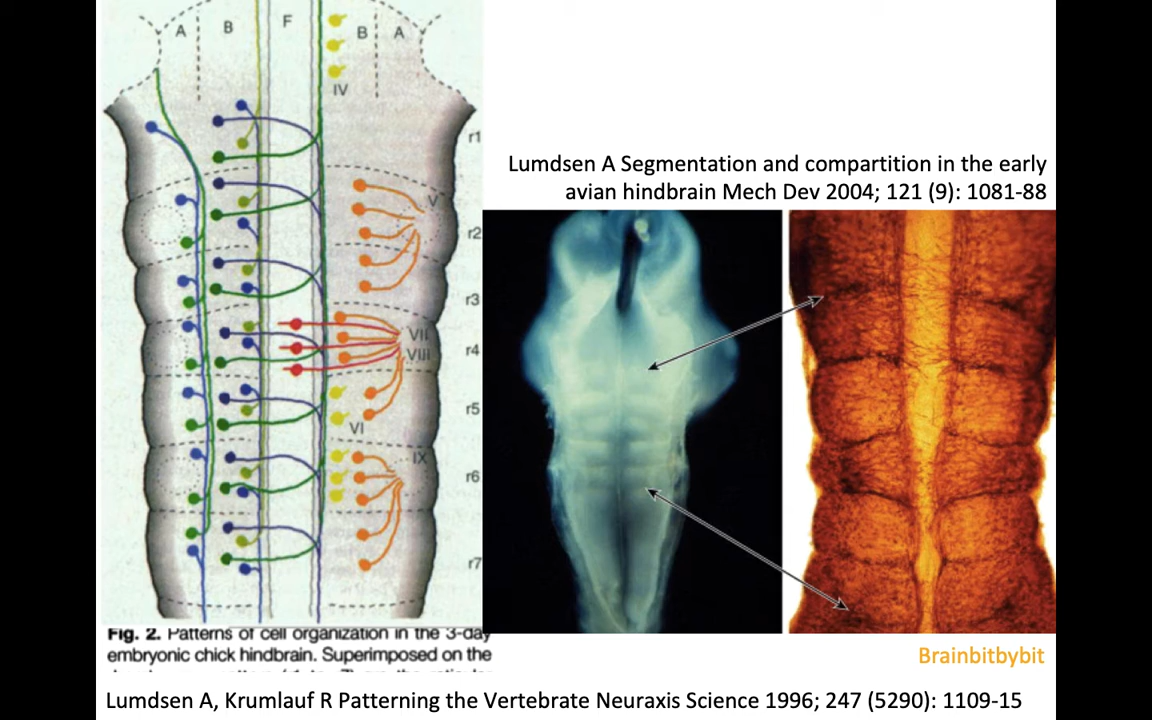 A
B
F
B
A
IV
r1
V
r2
r3
VII
r4
VIII
r5
VI
IX
r6
r7
Fig. 2. Patterns of cell organization in the 3-day
embryonic chick hindbrain. Superimposed on the
Lumdsen A Segmentation and compartition in the early
avian hindbrain Mech Dev 2004; 121 (9): 1081-88
Brainbitbybit
Lumdsen A, Krumlauf R Patterning the Vertebrate Neuraxis Science 1996; 247 (5290): 1109-15